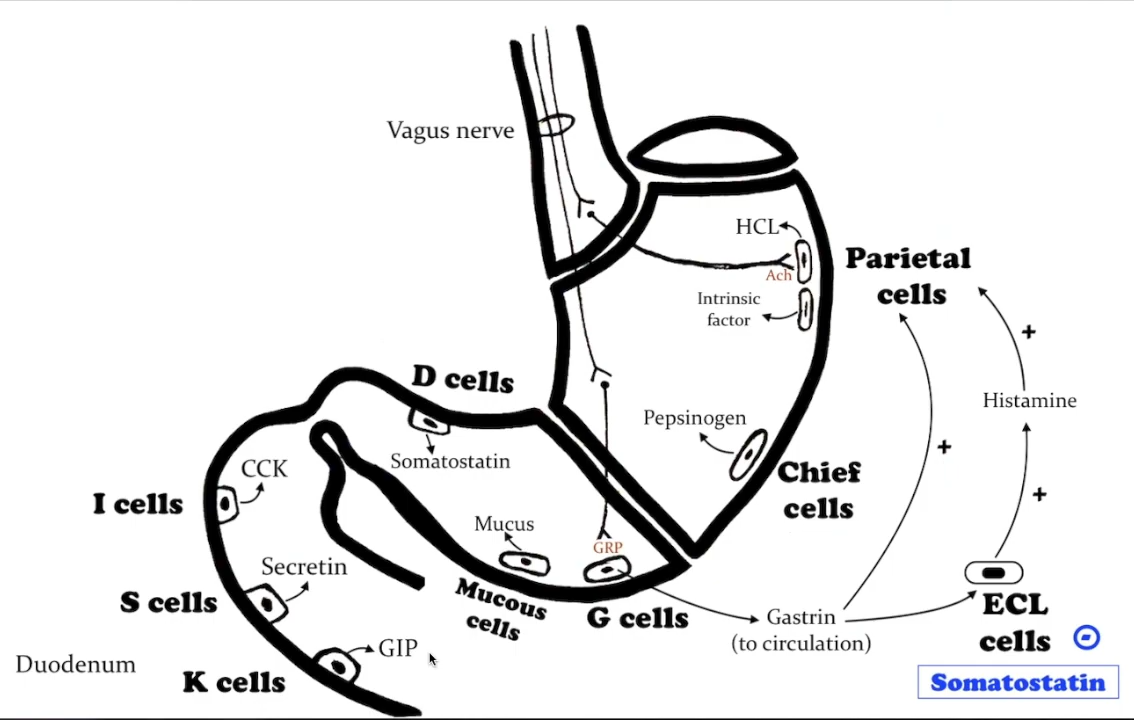 Vagus nerve
HCL
Ach
Parietal
cells
Intrinsic
factor
D cells
Somatostatin
Pepsinogen
Chief
cells
Histamine
+
+
+
CCK
I cells
Mucus
GRP
Secretin
S cells
Mucous
cells
G cells
Gastrin
(to circulation)
ECL
cells
Somatostatin
GIP
K cells
Duodenum